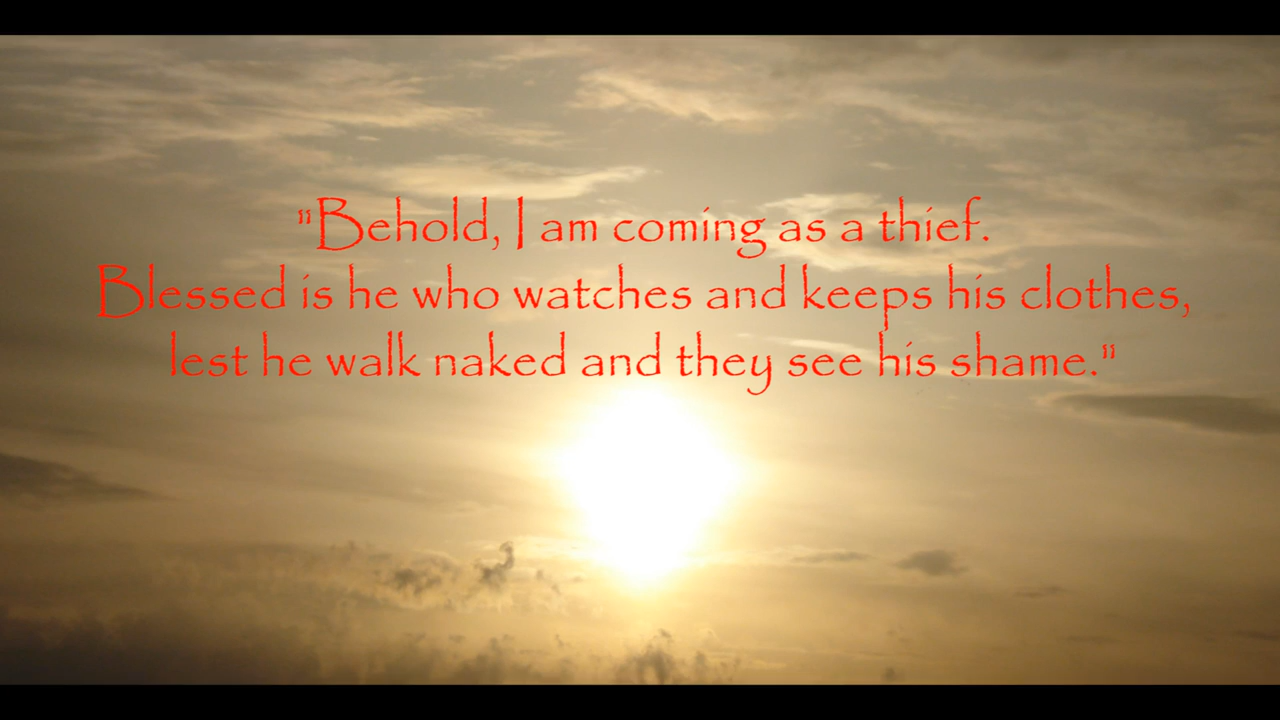 "Behold, I am coming as a thief.
Blessed is he who watches and keeps his clothes,
lest he walk naked and they see his shame."